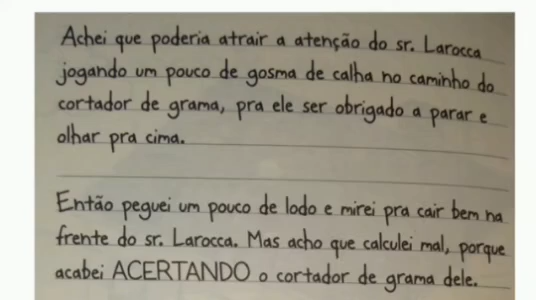 Achei que poderia atrair a atenção do sr. Larocca
jogando um pouco de gosma de calha no caminho do
cortador de grama, pra ele ser obrigado a parar e
olhar pra cima.
Então peguei um pouco de lodo e mirei pra cair bem na
frente do sr. Larocca. Mas acho que calculei mal, porque
acabei ACERTANDO o cortador de grama dele.